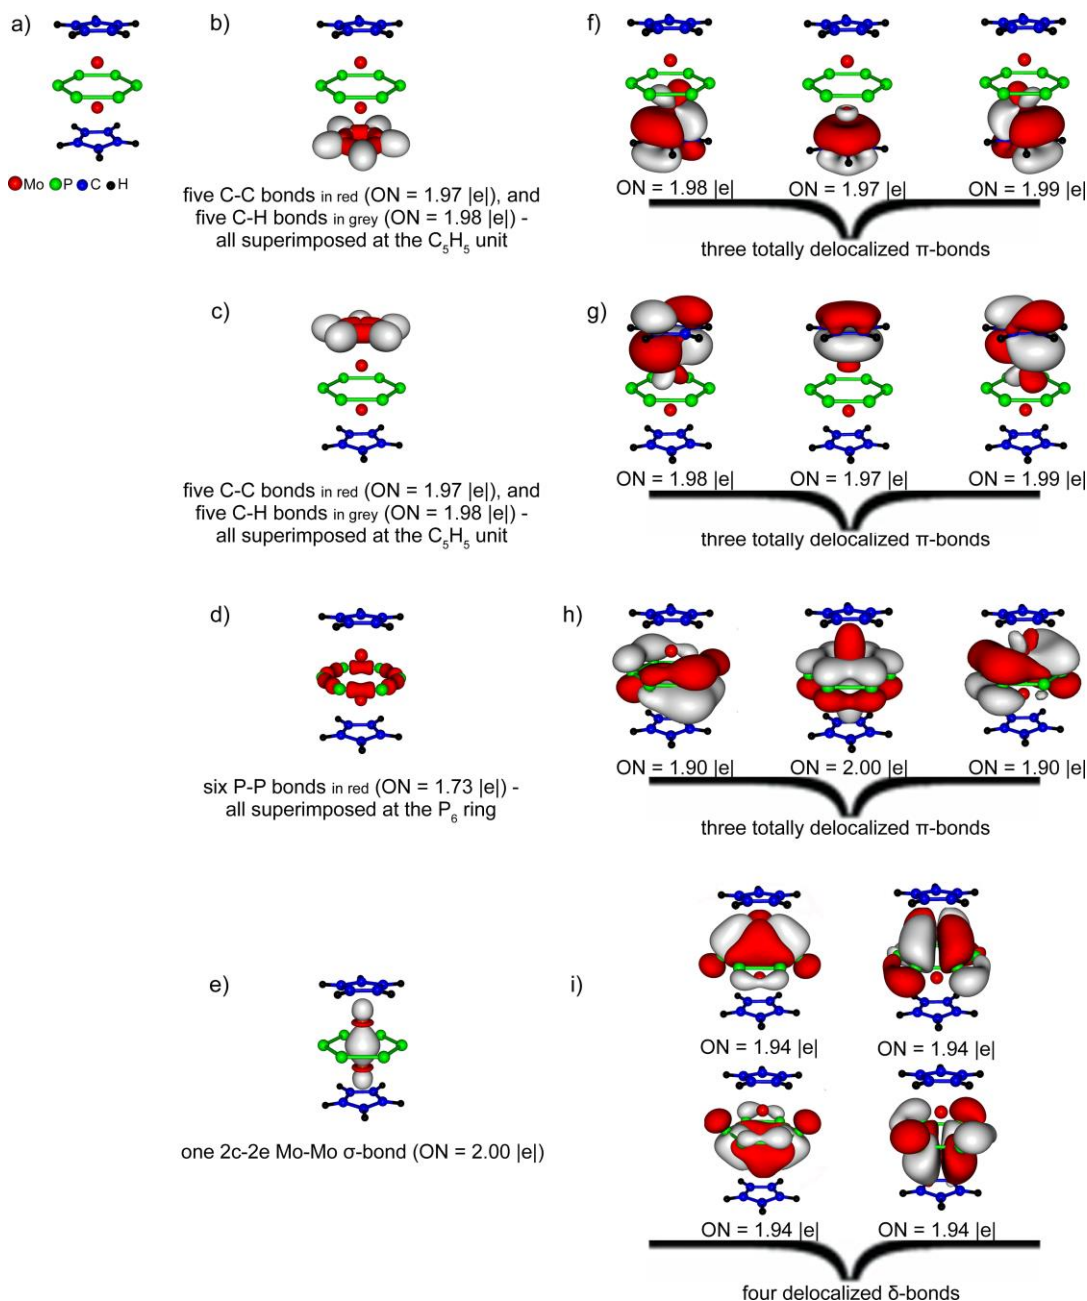 a)
Mo P C H
b)
five C-C bonds in red (ON = 1.97 |e|), and
five C-H bonds in grey (ON = 1.98 |e|) -
all superimposed at the C₅H₅ unit
c)
five C-C bonds in red (ON = 1.97 |e|), and
five C-H bonds in grey (ON = 1.98 |e|) -
all superimposed at the C₅H₅ unit
d)
six P-P bonds in red (ON = 1.73 |e|) -
all superimposed at the P₆ ring
e)
one 2c-2e Mo-Mo σ-bond (ON = 2.00 |e|)
f)
ON = 1.98 |e| ON = 1.97 |e| ON = 1.99 |e|
three totally delocalized π-bonds
g)
ON = 1.98 |e| ON = 1.97 |e| ON = 1.99 |e|
three totally delocalized π-bonds
h)
ON = 1.90 |e| ON = 2.00 |e| ON = 1.90 |e|
three totally delocalized π-bonds
i)
ON = 1.94 |e| ON = 1.94 |e|
ON = 1.94 |e| ON = 1.94 |e|
four delocalized δ-bonds